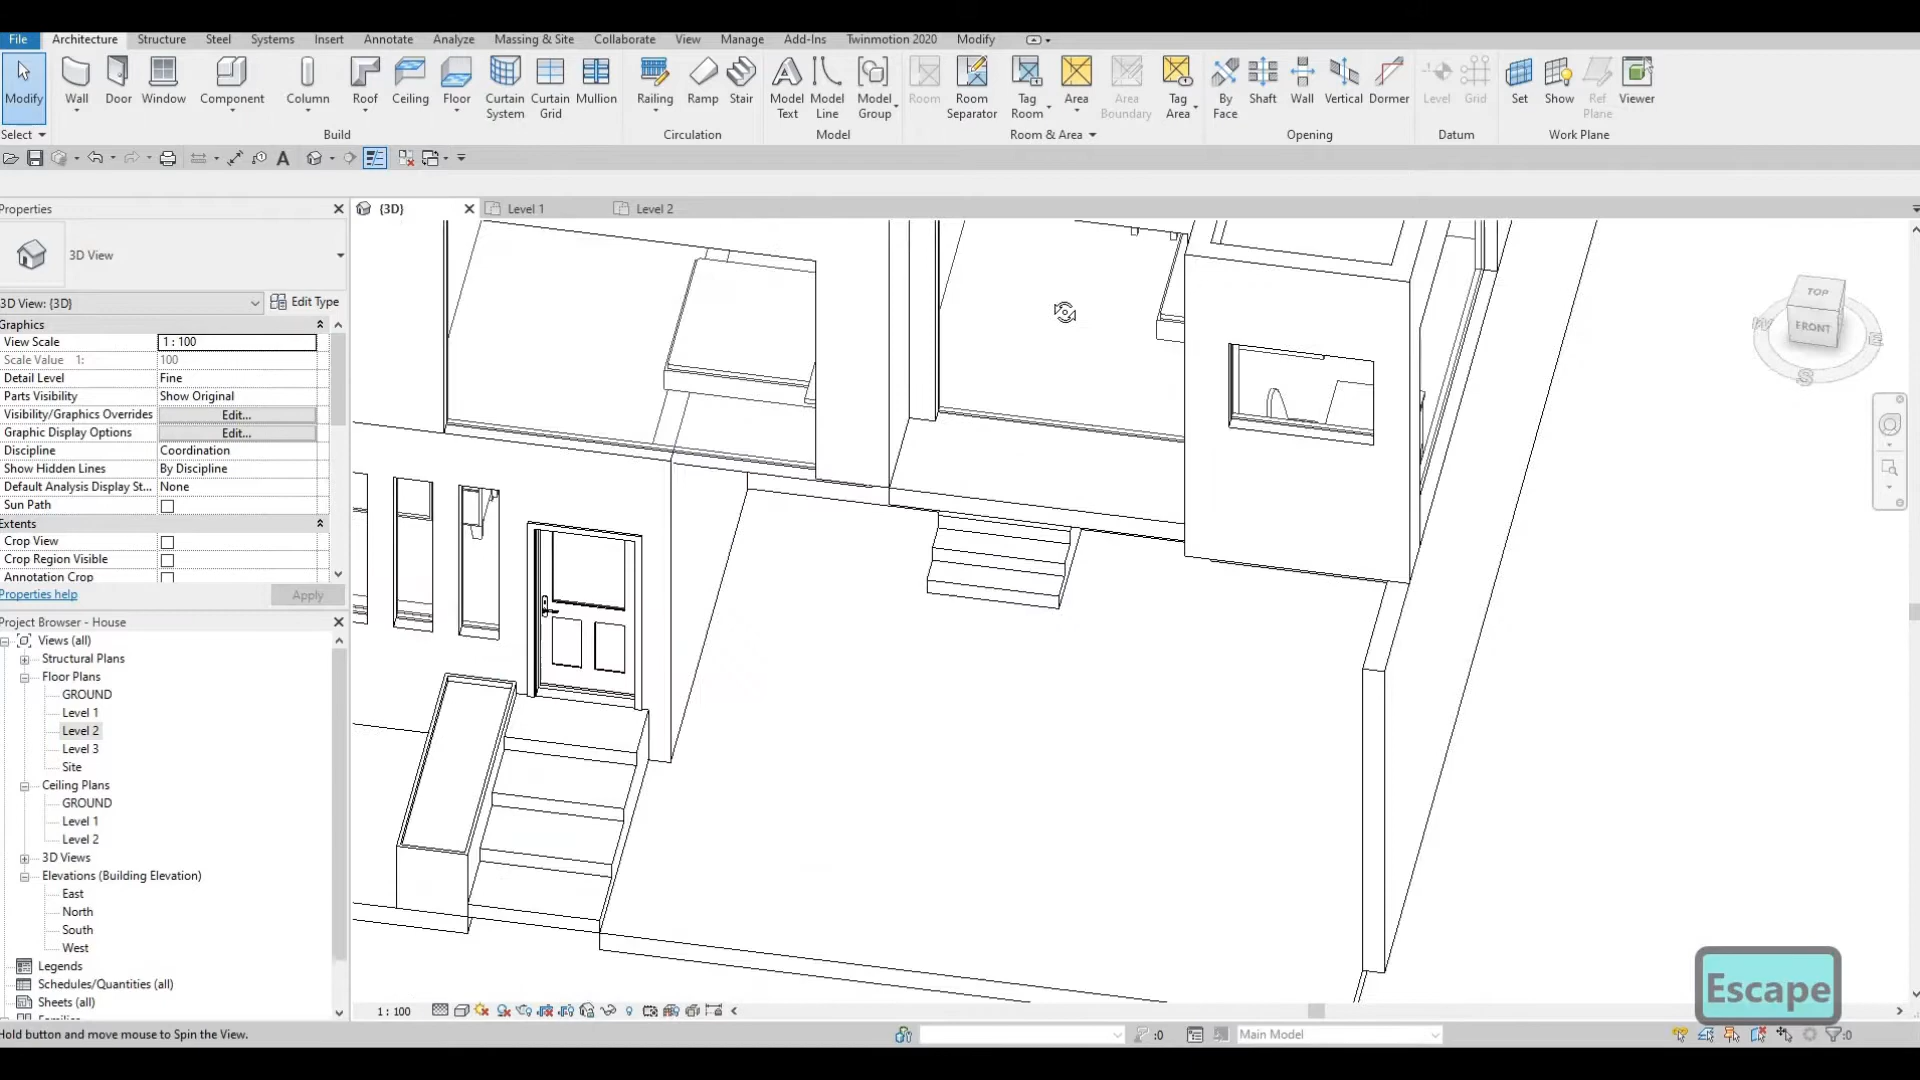 File Architecture Structure Steel Systems Insert Annotate Analyze Massing & Site Collaborate View Manage Add-Ins Twinmotion 2020 Modify
Modify Wall Door Window Component Column Roof Ceiling Floor Curtain System Curtain Grid Mullion Railing Ramp Stair Model Text Model Line Model Group Room Room Separator Tag Room Area Area Boundary Tag Area By Face Shaft Wall Vertical Dormer Level Grid Set Show Ref Plane Viewer
Select Build Circulation Model Room & Area Opening Datum Work Plane
Properties
{3D} Level 1 Level 2
3D View
3D View: {3D} Edit Type
Graphics
View Scale 1 : 100
Scale Value 1: 100
Detail Level Fine
Parts Visibility Show Original
Visibility/Graphics Overrides Edit...
Graphic Display Options Edit...
Discipline Coordination
Show Hidden Lines By Discipline
Default Analysis Display St... None
Sun Path
Extents
Crop View
Crop Region Visible
Annotation Crop
Properties help Apply
Project Browser - House
Views (all)
Structural Plans
Floor Plans
GROUND
Level 1
Level 2
Level 3
Site
Ceiling Plans
GROUND
Level 1
Level 2
3D Views
Elevations (Building Elevation)
East
North
South
West
Legends
Schedules/Quantities (all)
Sheets (all)
TOP
FRONT
W
E
S
Escape
1 : 100
Hold button and move mouse to Spin the View.
:0
Main Model
:0